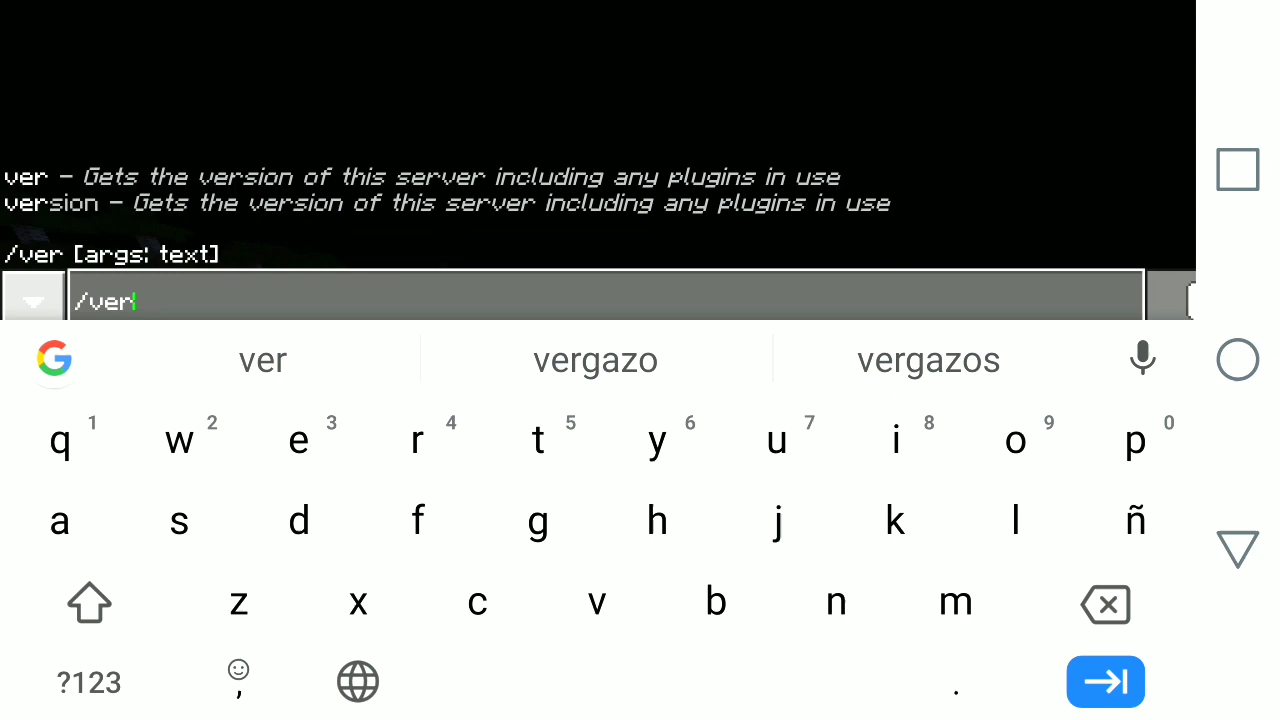 ver - Gets the version of this server including any plugins in use
version - Gets the version of this server including any plugins in use
/ver [args: text]
/ver
ver vergazo vergazos
q 1 w 2 e 3 r 4 t 5 y 6 u 7 i 8 o 9 p 0
a s d f g h j k l ñ
z x c v b n m
?123 , .